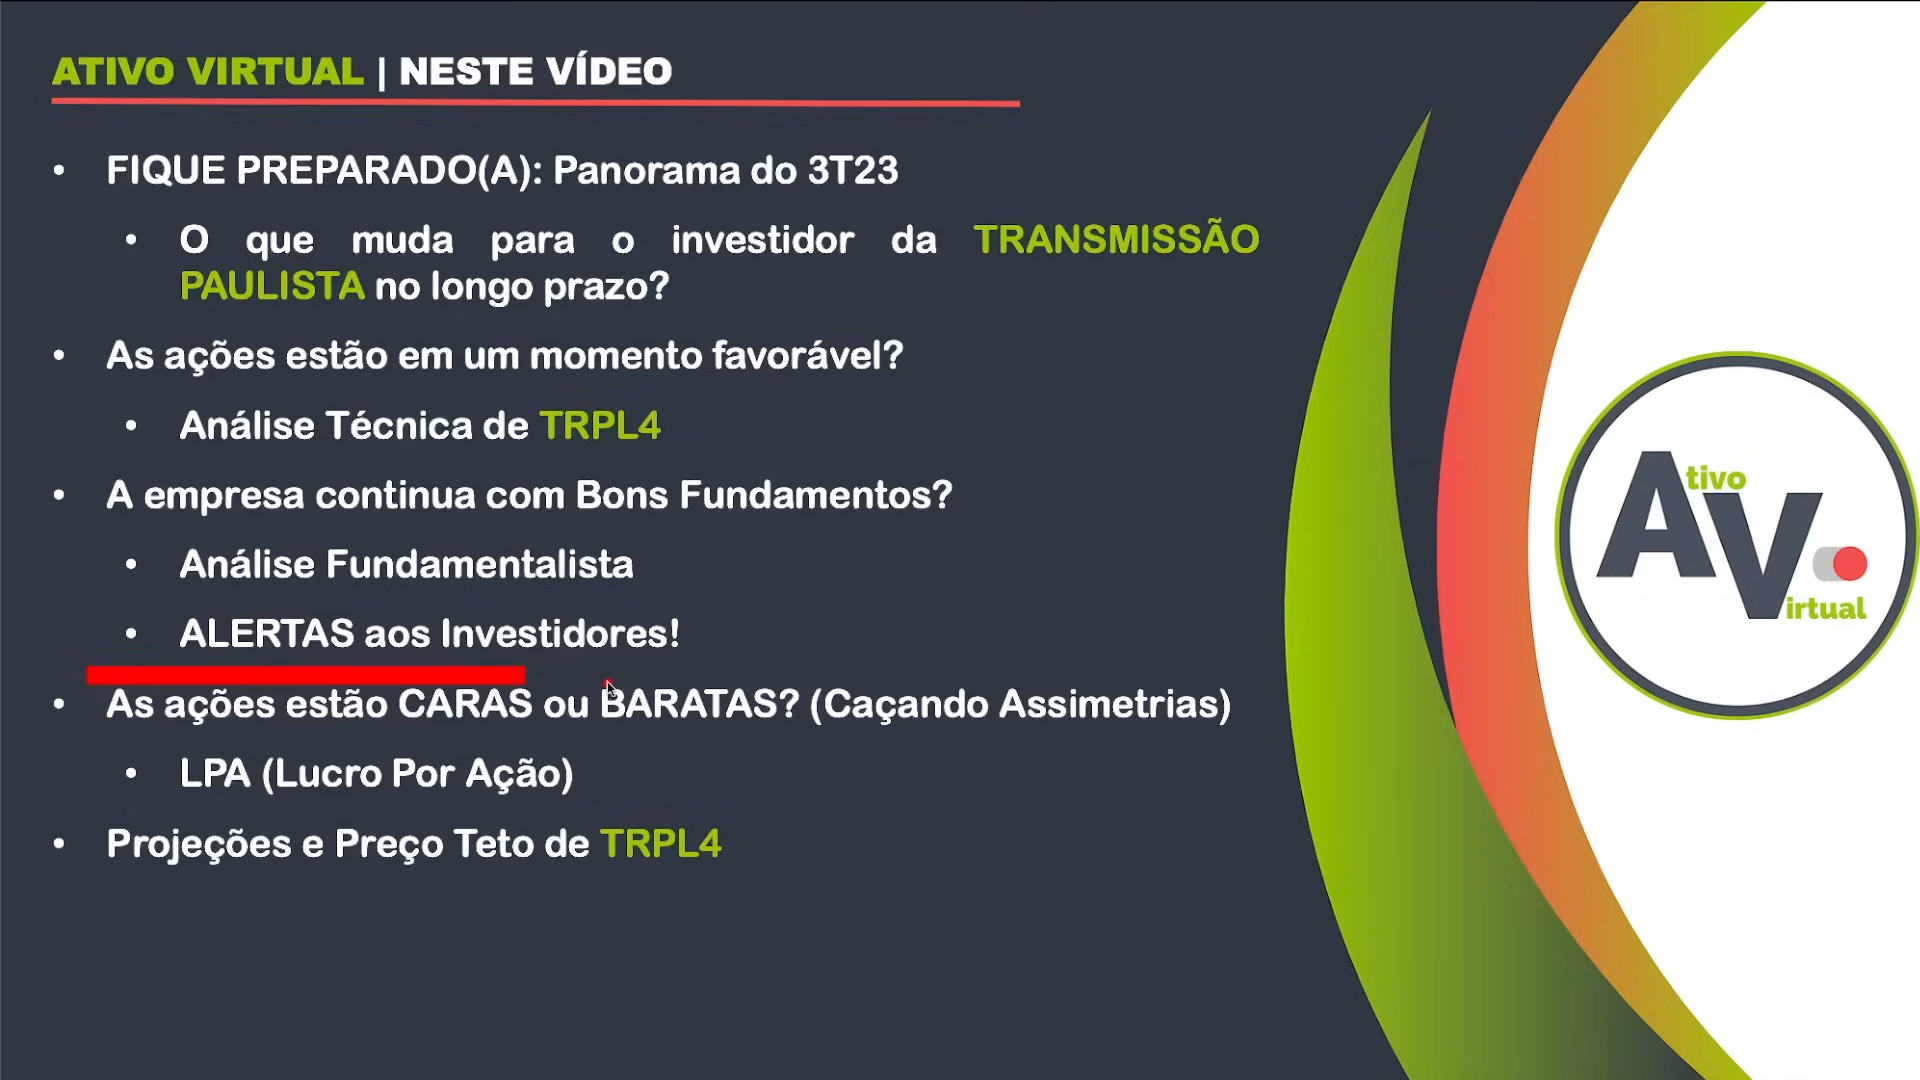 ATIVO VIRTUAL | NESTE VÍDEO
• FIQUE PREPARADO(A): Panorama do 3T23
• O que muda para o investidor da TRANSMISSÃO
PAULISTA no longo prazo?
• As ações estão em um momento favorável?
• Análise Técnica de TRPL4
• A empresa continua com Bons Fundamentos?
• Análise Fundamentalista
• ALERTAS aos Investidores!
• As ações estão CARAS ou BARATAS? (Caçando Assimetrias)
• LPA (Lucro Por Ação)
• Projeções e Preço Teto de TRPL4
Ativo
Virtual